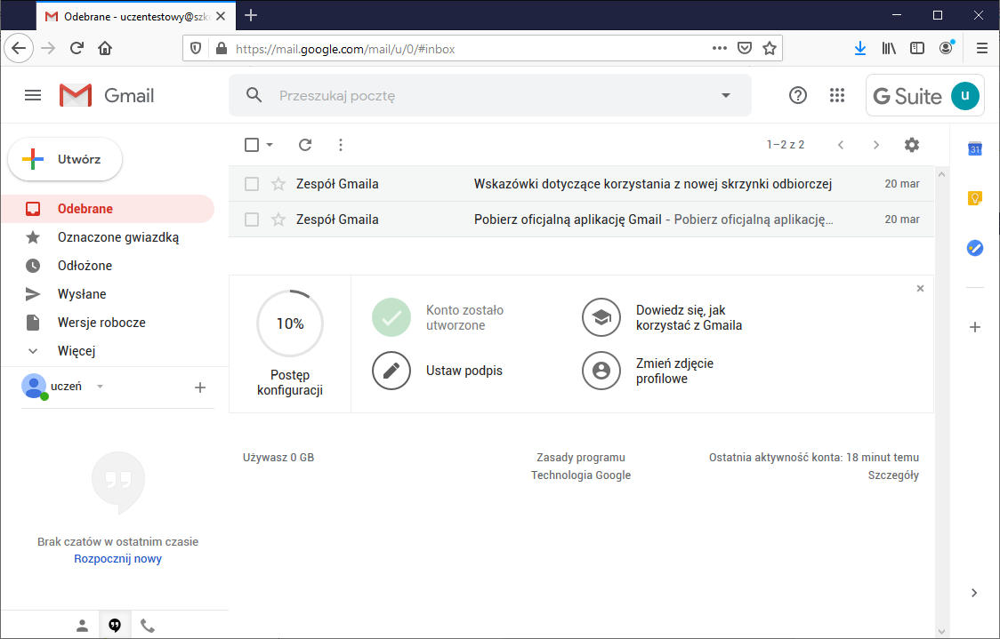 Odebrane - uczentestowy@szk
https://mail.google.com/mail/u/0/#inbox
Gmail
Przeszukaj pocztę
G Suite
u
Utwórz
1–2 z 2
31
Odebrane
Oznaczone gwiazdką
Odłożone
Wysłane
Wersje robocze
Więcej
uczeń
Zespół Gmaila
Wskazówki dotyczące korzystania z nowej skrzynki odbiorczej
20 mar
Zespół Gmaila
Pobierz oficjalną aplikację Gmail - Pobierz oficjalną aplikację…
20 mar
10%
Postęp
konfiguracji
Konto zostało
utworzone
Dowiedz się, jak
korzystać z Gmaila
Ustaw podpis
Zmień zdjęcie
profilowe
Używasz 0 GB
Zasady programu
Technologia Google
Ostatnia aktywność konta: 18 minut temu
Szczegóły
Brak czatów w ostatnim czasie
Rozpocznij nowy